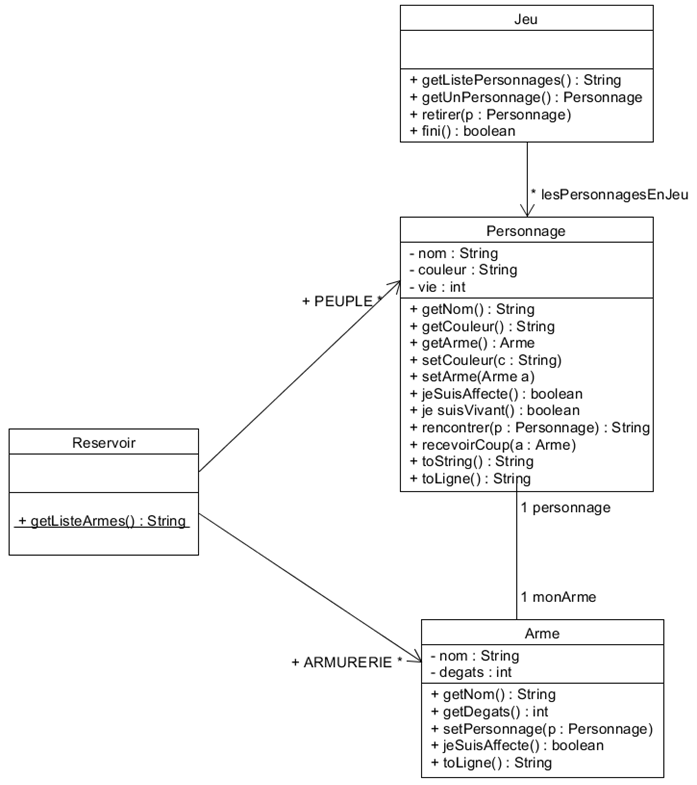 Jeu
+ getListePersonnages() : String
+ getUnPersonnage() : Personnage
+ retirer(p : Personnage)
+ fini() : boolean
* lesPersonnagesEnJeu
Personnage
- nom : String
- couleur : String
- vie : int
+ PEUPLE *
+ getNom() : String
+ getCouleur() : String
+ getArme() : Arme
+ setCouleur(c : String)
+ setArme(Arme a)
+ jeSuisAffecte() : boolean
+ je suisVivant() : boolean
+ rencontrer(p : Personnage) : String
+ recevoirCoup(a : Arme)
+ toString() : String
+ toLigne() : String
Reservoir
+ getListeArmes() : String
1 personnage
1 monArme
+ ARMURERIE *
Arme
- nom : String
- degats : int
+ getNom() : String
+ getDegats() : int
+ setPersonnage(p : Personnage)
+ jeSuisAffecte() : boolean
+ toLigne() : String